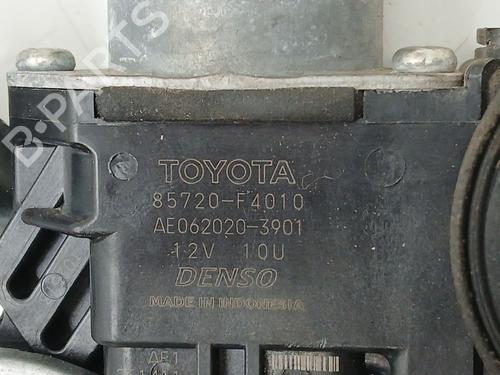 B-PARTS
TOYOTA
85720-F4010
AE062020-3901
12V 10U
DENSO
MADE IN INDONESIA
AE1